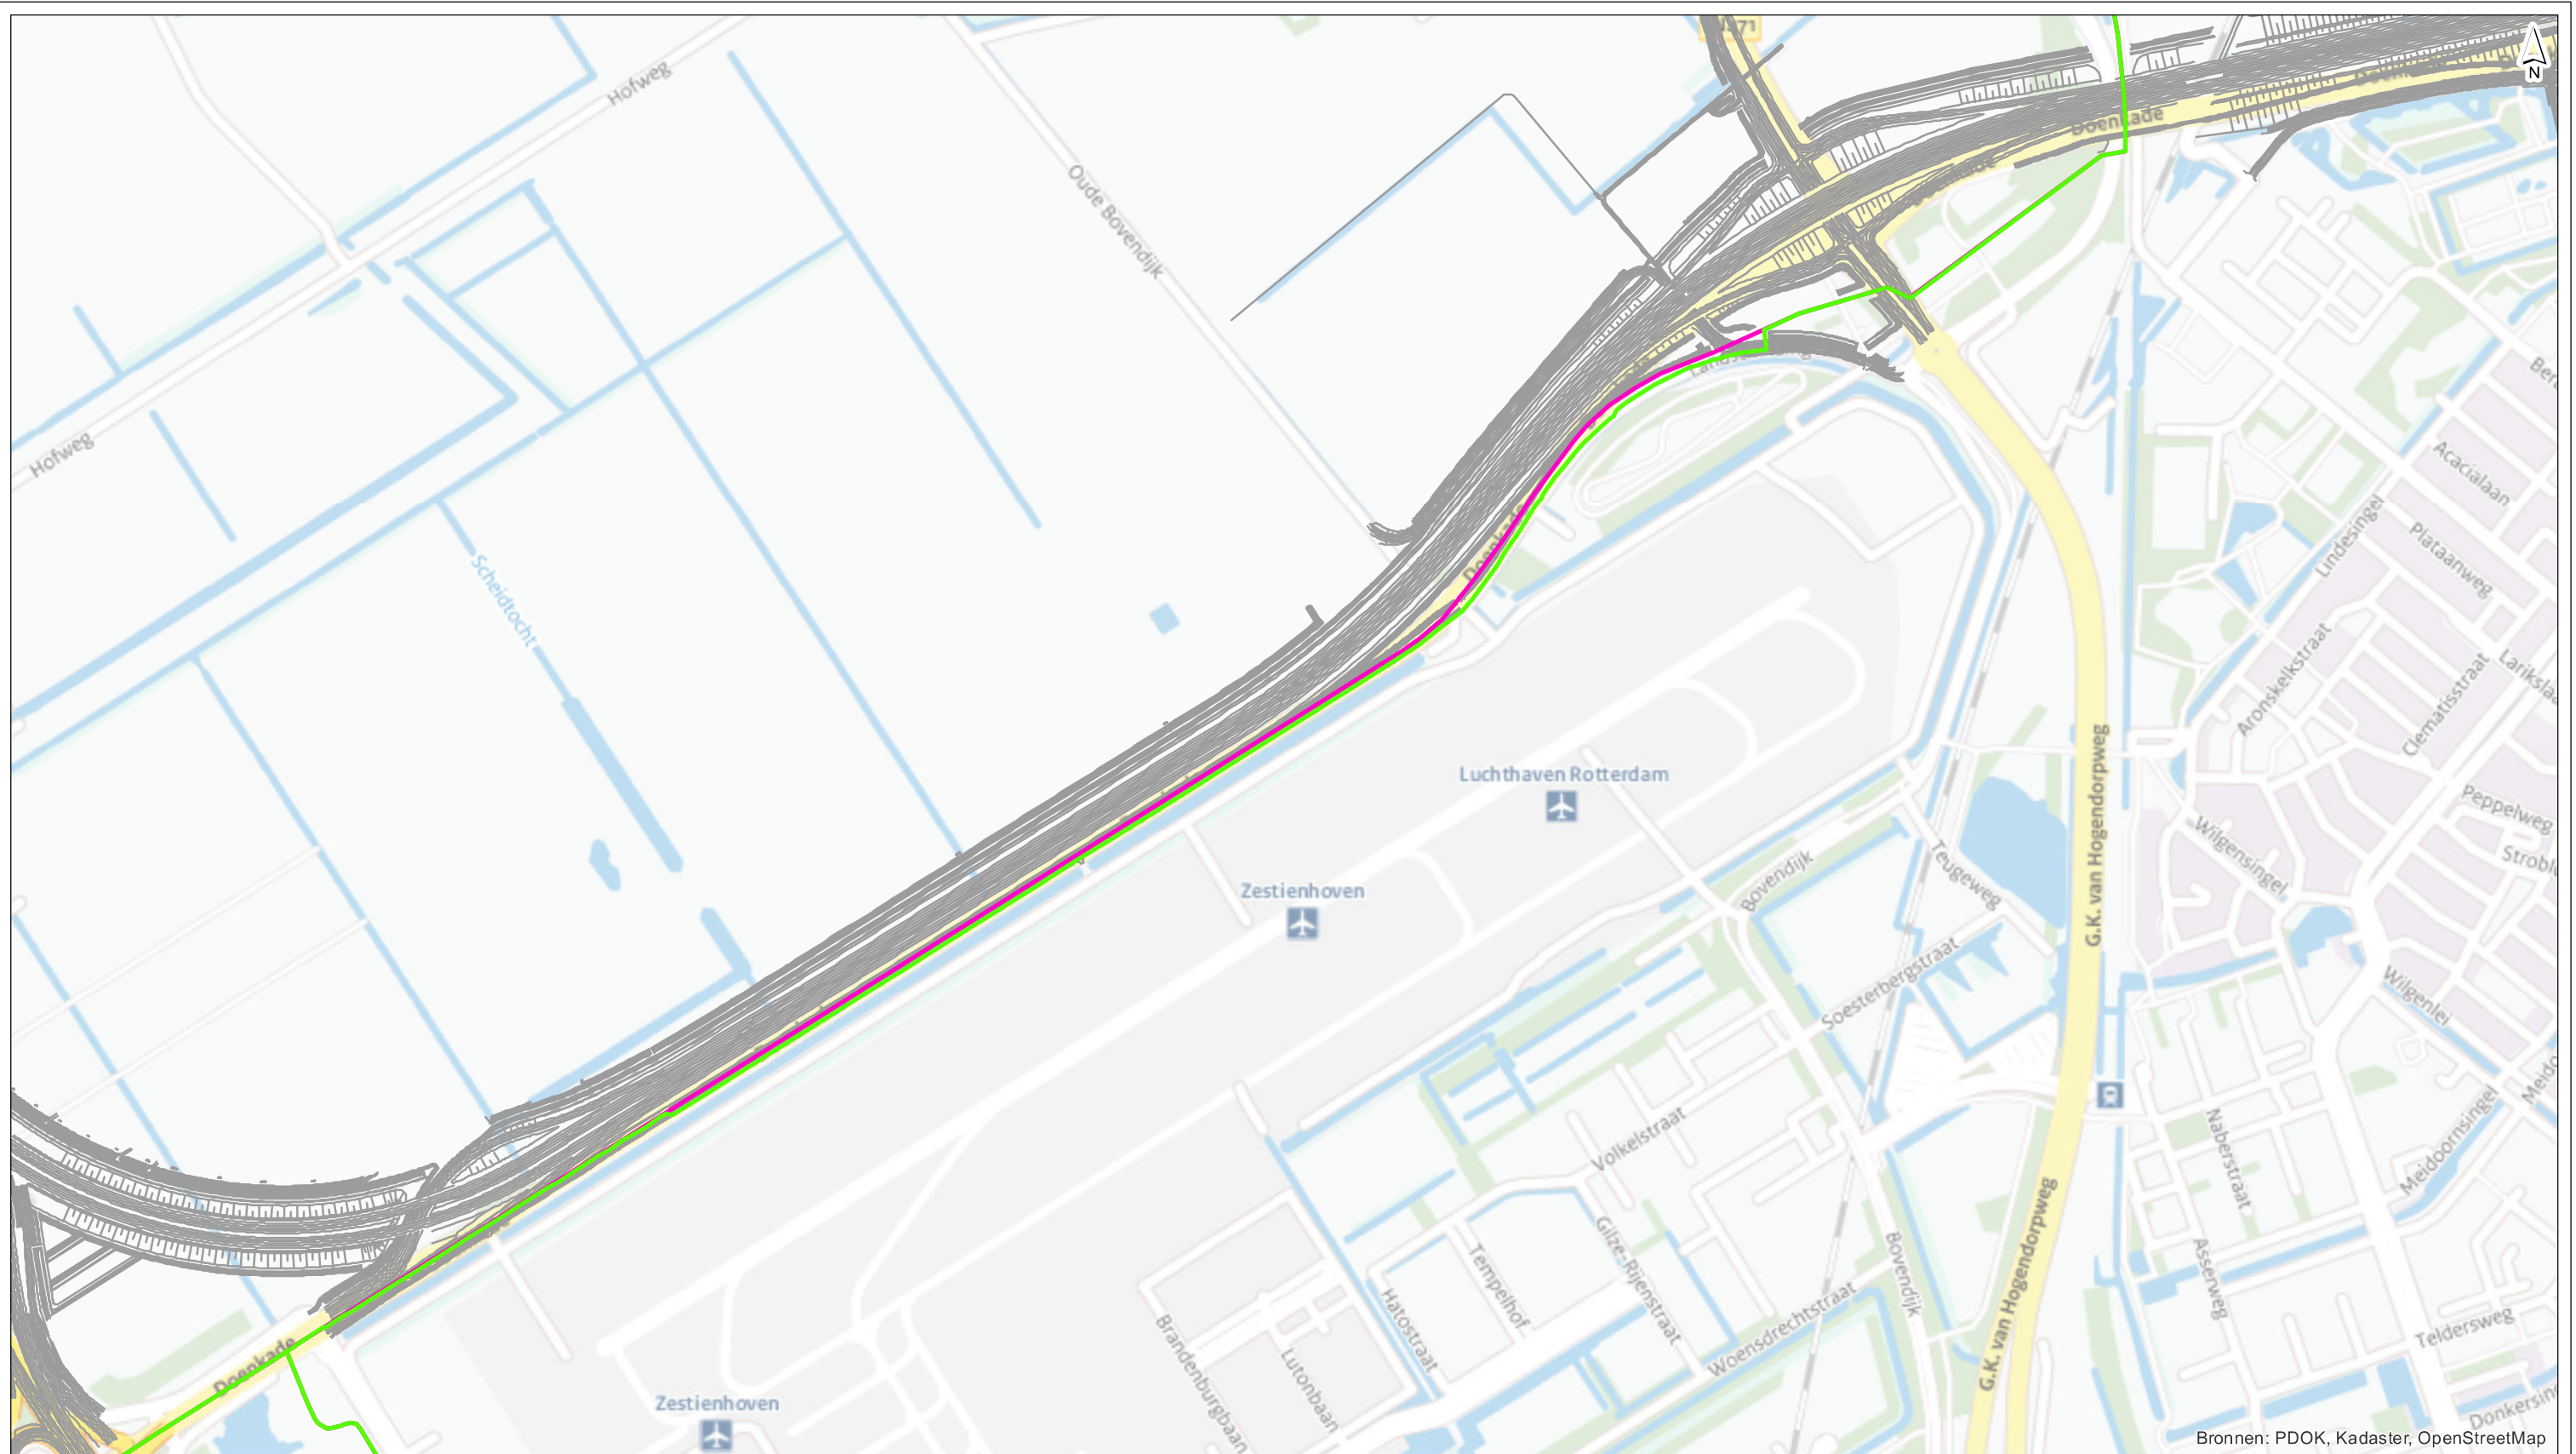 N
Hofweg
Doenkade
Oude Bovendijk
Hofweg
Acacialaan
Lindesingel
Plataanweg
Doenkade
Scheidtocht
Aronskelkstraat
Clematisstraat
Luchthaven Rotterdam
G.K. van Hogendorpweg
Peppelweg
Wilgensingel
Zestienhoven
Bovendijk
Teugeweg
Soesterbergstraat
Wilgenlei
Volkelstraat
Naberstraat
Meidoornsingel
Gilze-Rijenstraat
Tempelhof
Bovendijk
G.K. van Hogendorpweg
Asserweg
Hatostraat
Woensdrechtstraat
Teldersweg
Brandenburgbaan
Lutonbaan
Doenkade
Zestienhoven
Bronnen: PDOK, Kadaster, OpenStreetMap